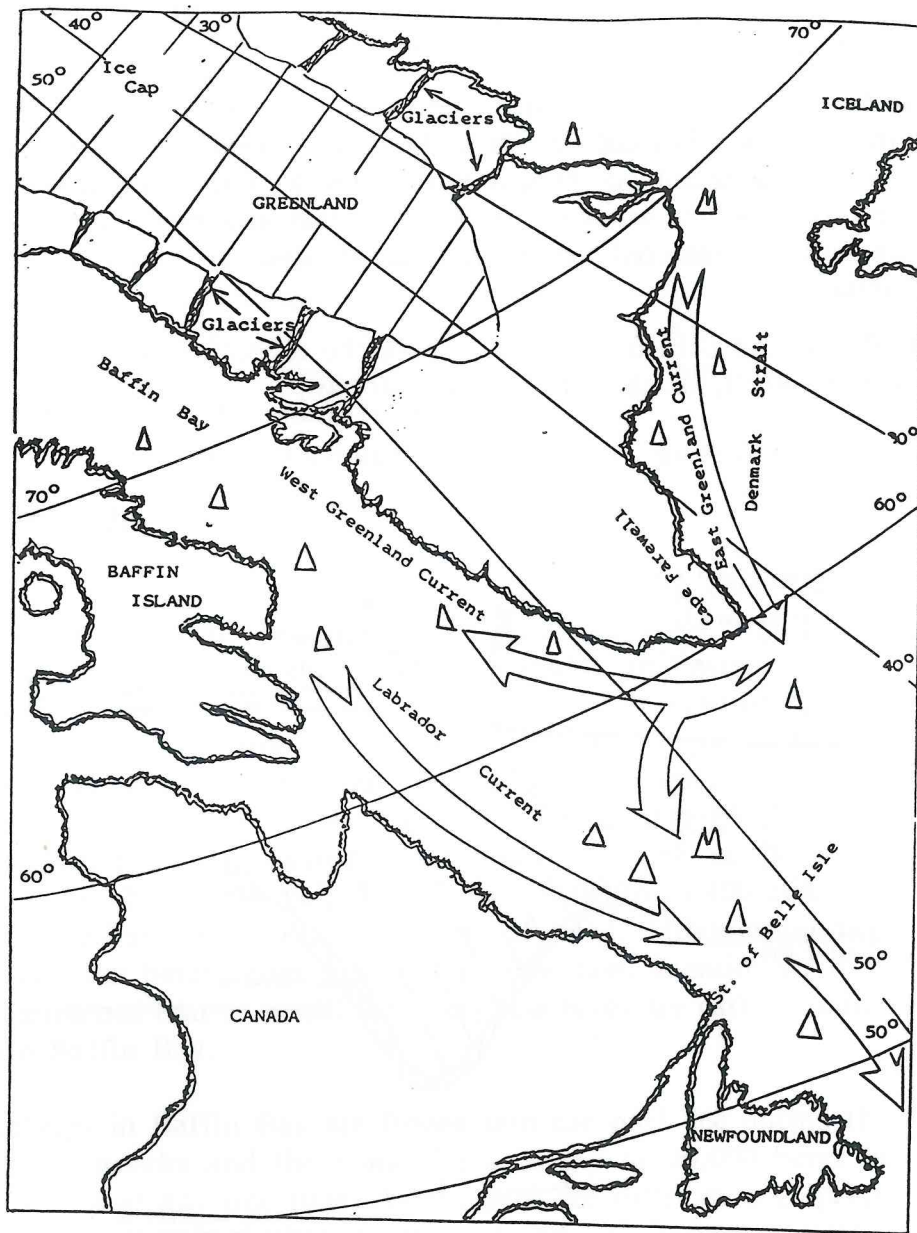 40°
30°
70°
50°
Ice
Cap
ICELAND
Glaciers
GREENLAND
Glaciers
Baffin Bay
East Greenland Current
Denmark Strait
30°
70°
60°
West Greenland Current
Cape Farewell
BAFFIN
ISLAND
40°
Labrador
Current
60°
St. of Belle Isle
50°
50°
CANADA
NEWFOUNDLAND